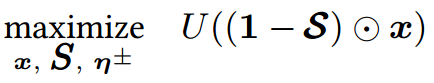 maximize U((1 − 𝓢) ⊙ x)
x, S, η±